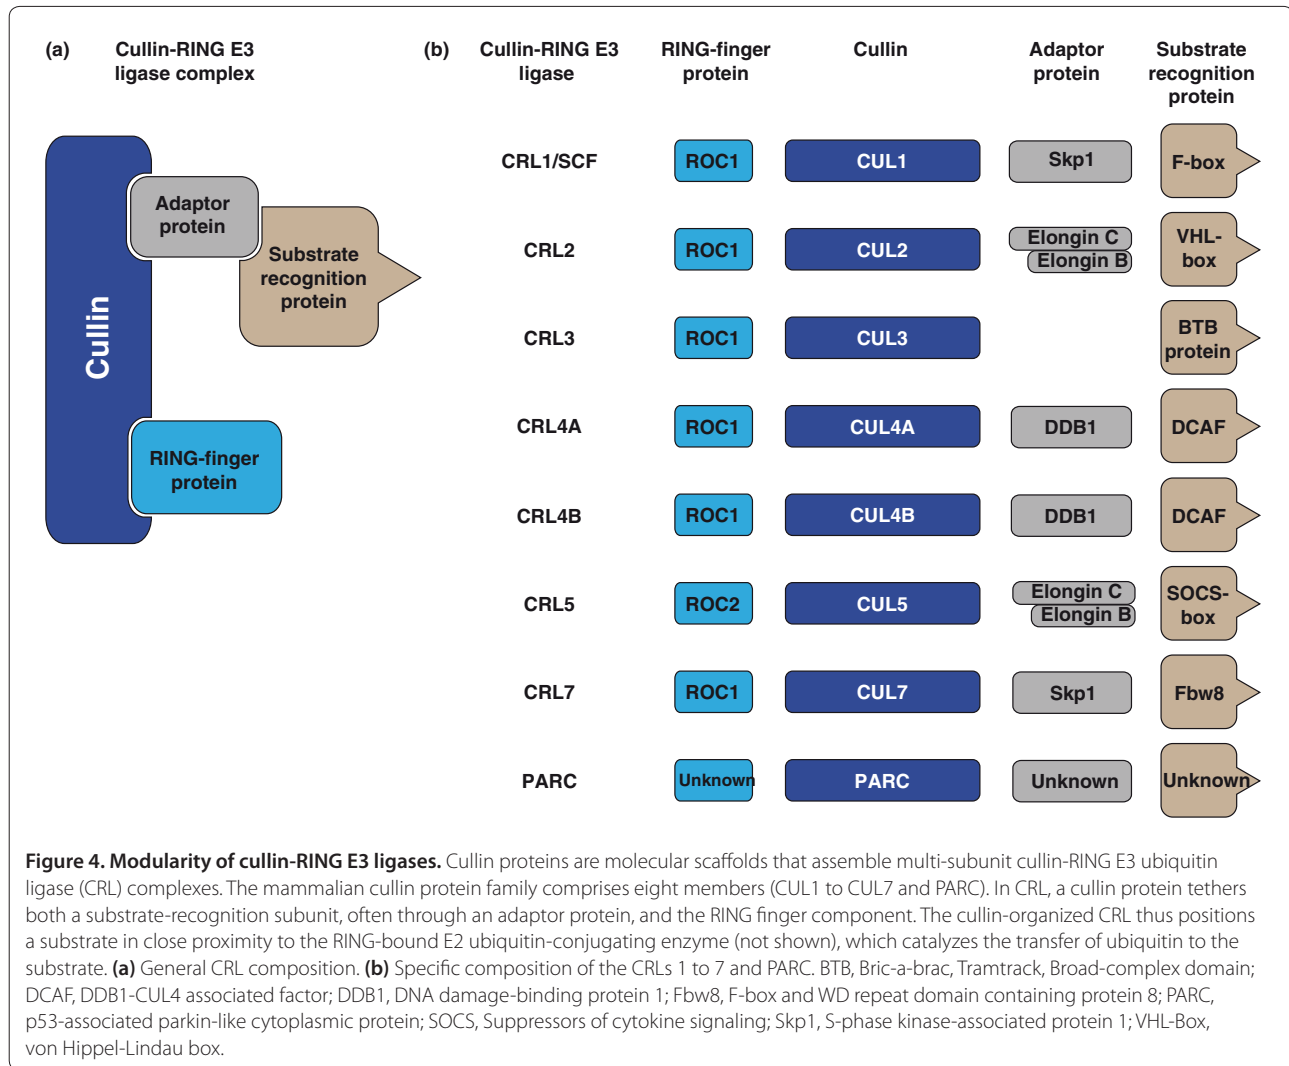 (a)
Cullin-RING E3
ligase complex
Cullin
Adaptor
protein
Substrate
recognition
protein
RING-finger
protein
(b)
Cullin-RING E3
ligase
RING-finger
protein
Cullin
Adaptor
protein
Substrate
recognition
protein
CRL1/SCF
ROC1
CUL1
Skp1
F-box
CRL2
ROC1
CUL2
Elongin C
Elongin B
VHL-
box
CRL3
ROC1
CUL3
BTB
protein
CRL4A
ROC1
CUL4A
DDB1
DCAF
CRL4B
ROC1
CUL4B
DDB1
DCAF
CRL5
ROC2
CUL5
Elongin C
Elongin B
SOCS-
box
CRL7
ROC1
CUL7
Skp1
Fbw8
PARC
Unknown
PARC
Unknown
Unknown
Figure 4. Modularity of cullin-RING E3 ligases. Cullin proteins are molecular scaffolds that assemble multi-subunit cullin-RING E3 ubiquitin
ligase (CRL) complexes. The mammalian cullin protein family comprises eight members (CUL1 to CUL7 and PARC). In CRL, a cullin protein tethers
both a substrate-recognition subunit, often through an adaptor protein, and the RING finger component. The cullin-organized CRL thus positions
a substrate in close proximity to the RING-bound E2 ubiquitin-conjugating enzyme (not shown), which catalyzes the transfer of ubiquitin to the
substrate. (a) General CRL composition. (b) Specific composition of the CRLs 1 to 7 and PARC. BTB, Bric-a-brac, Tramtrack, Broad-complex domain;
DCAF, DDB1-CUL4 associated factor; DDB1, DNA damage-binding protein 1; Fbw8, F-box and WD repeat domain containing protein 8; PARC,
p53-associated parkin-like cytoplasmic protein; SOCS, Suppressors of cytokine signaling; Skp1, S-phase kinase-associated protein 1; VHL-Box,
von Hippel-Lindau box.